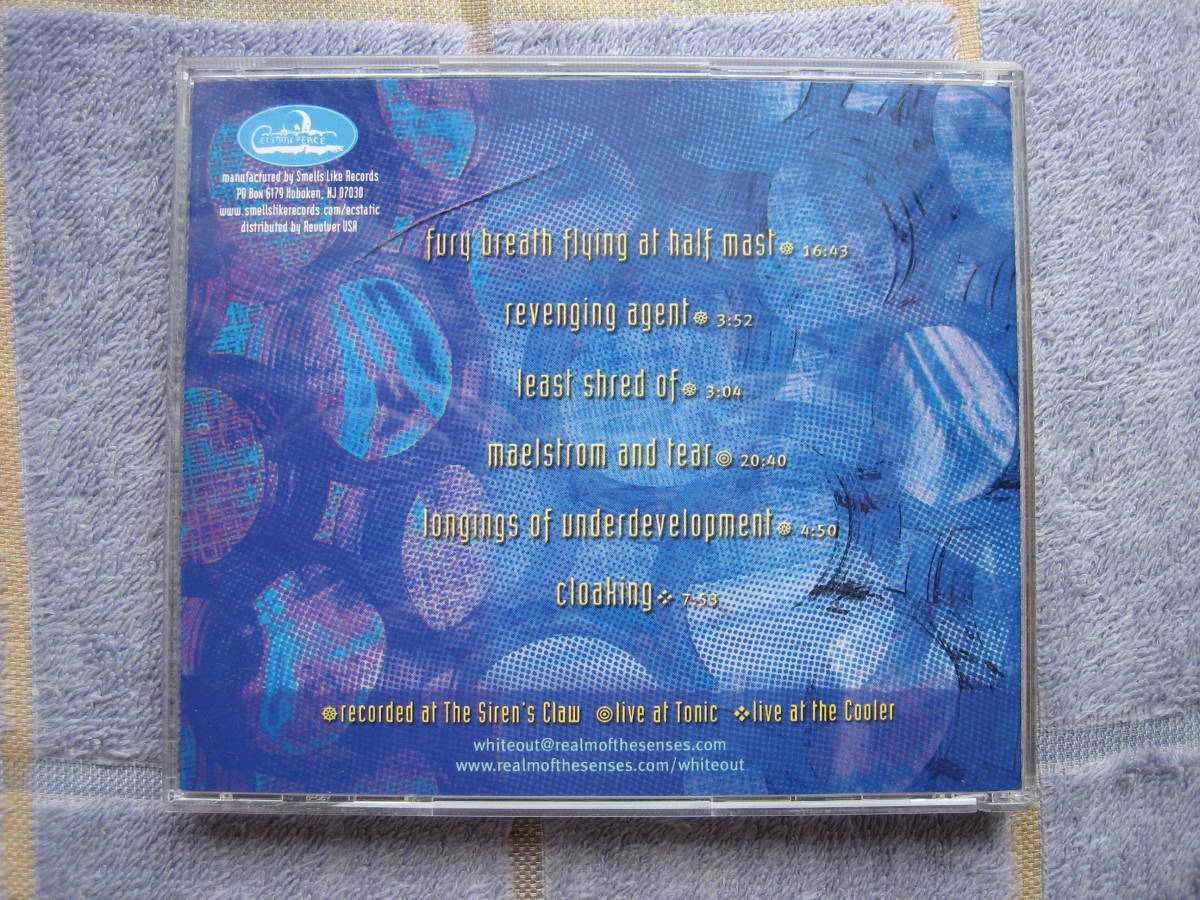 ECSTATIC PEACE
manufactured by Smells Like Records
PO Box 6179 Hoboken, NJ 07030
www.smellslikerecords.com/ecstatic
distributed by Revolver USA
fury breath flying at half mast 16:43
revenging agent 3:52
least shred of 3:04
maelstrom and tear 20:40
longings of underdevelopment 4:50
cloaking 7:53
recorded at The Siren's Claw live at Tonic live at the Cooler
whiteout@realmofthesenses.com
www.realmofthesenses.com/whiteout